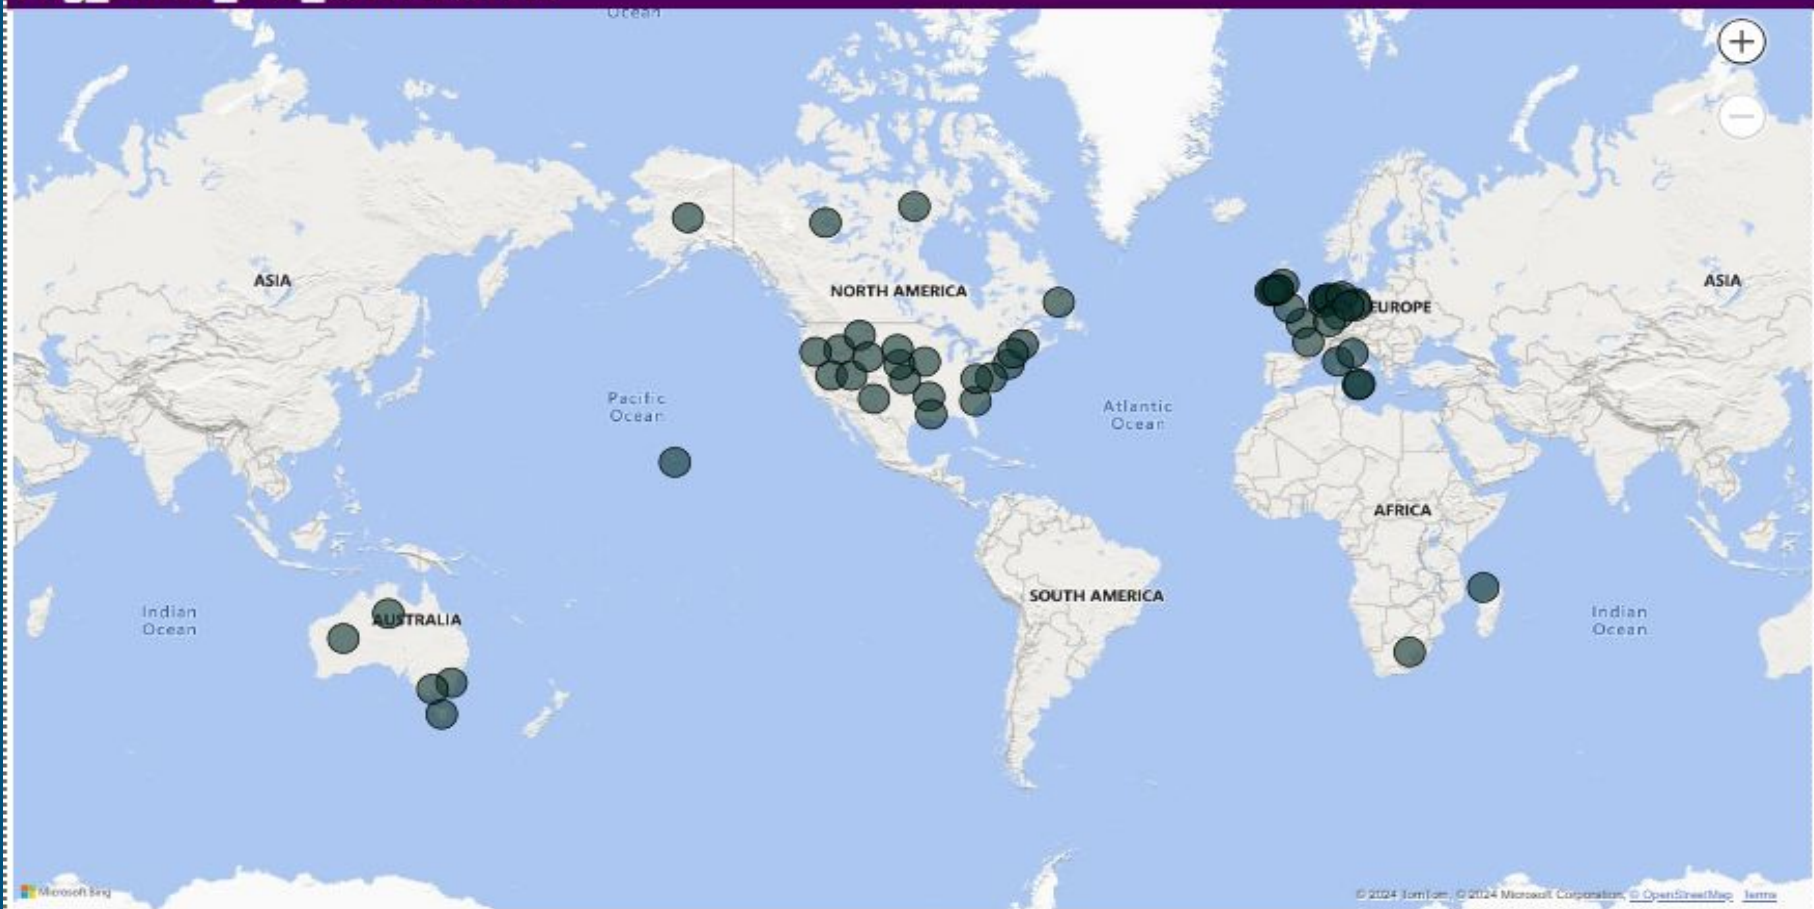 Ocean
ASIA
NORTH AMERICA
EUROPE
ASIA
Pacific
Ocean
Atlantic
Ocean
AFRICA
Indian
Ocean
AUSTRALIA
SOUTH AMERICA
Indian
Ocean
Microsoft Bing
© 2024 TomTom, © 2024 Microsoft Corporation, © OpenStreetMap Terms